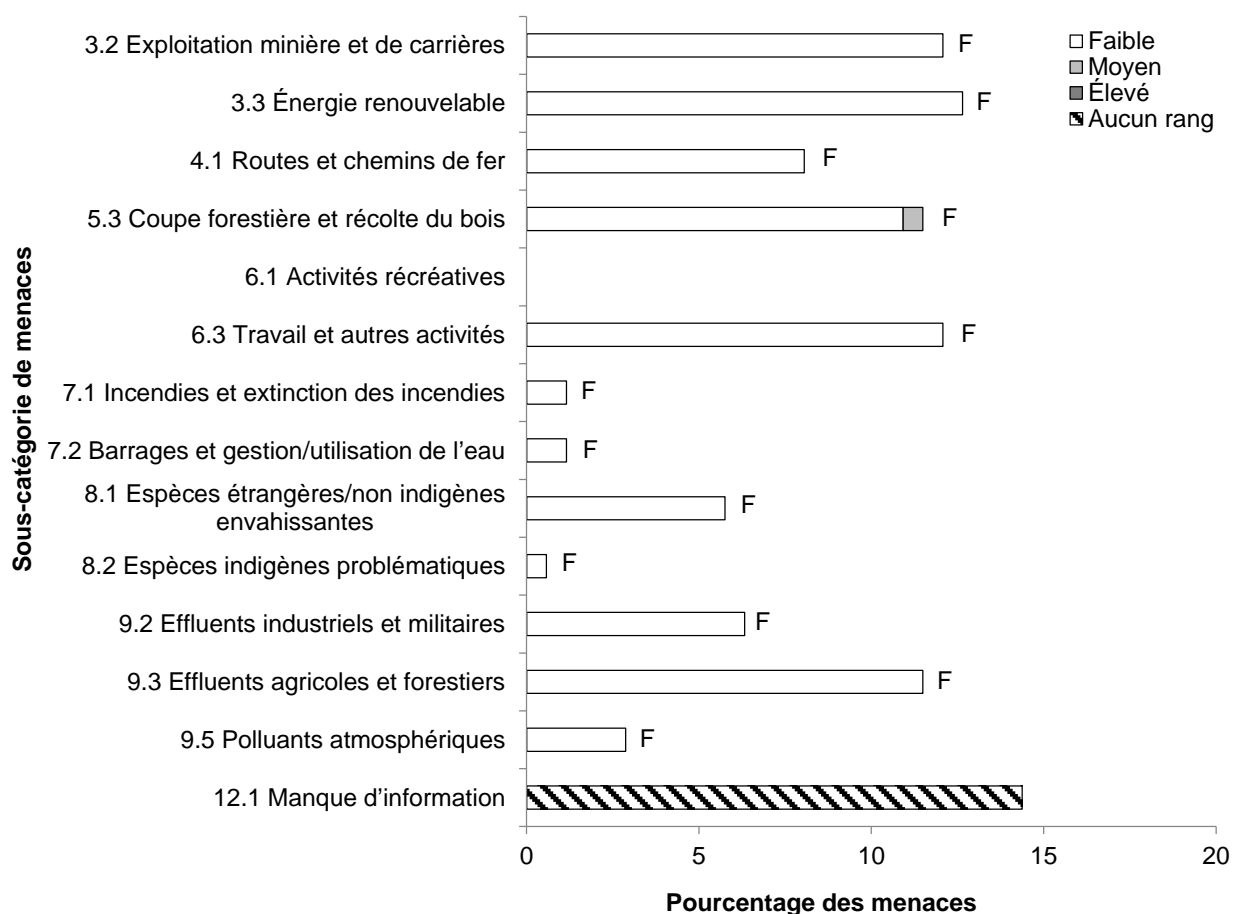 3.2 Exploitation minière et de carrières
F
3.3 Énergie renouvelable
F
4.1 Routes et chemins de fer
F
5.3 Coupe forestière et récolte du bois
F
6.1 Activités récréatives
6.3 Travail et autres activités
F
7.1 Incendies et extinction des incendies
F
7.2 Barrages et gestion/utilisation de l’eau
F
8.1 Espèces étrangères/non indigènes
envahissantes
F
8.2 Espèces indigènes problématiques
F
9.2 Effluents industriels et militaires
F
9.3 Effluents agricoles et forestiers
F
9.5 Polluants atmosphériques
F
12.1 Manque d’information
Faible
Moyen
Élevé
Aucun rang
Sous-catégorie de menaces
0 5 10 15 20
Pourcentage des menaces